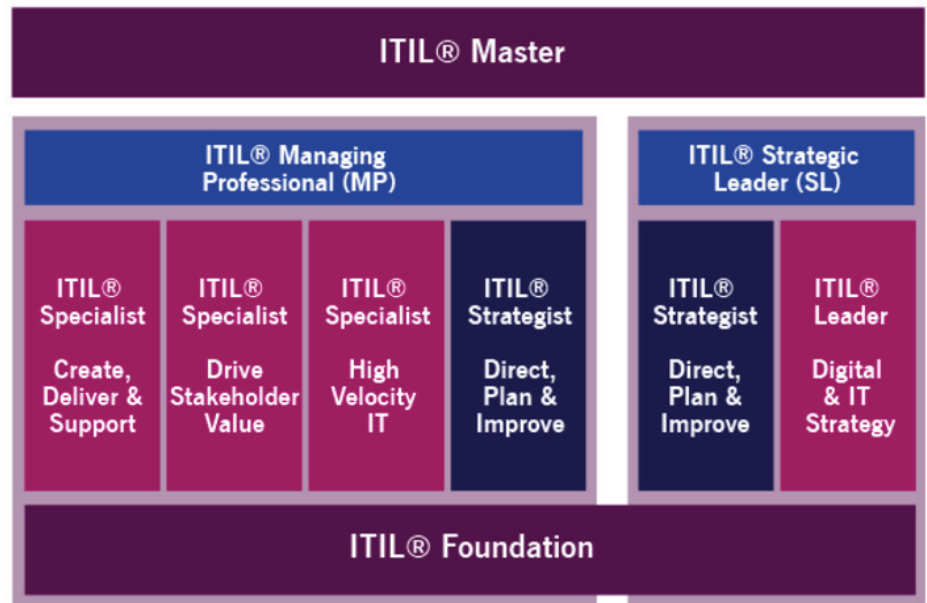 ITIL® Master
ITIL® Managing
Professional (MP)
ITIL® Strategic
Leader (SL)
ITIL®
Specialist
Create,
Deliver &
Support
ITIL®
Specialist
Drive
Stakeholder
Value
ITIL®
Specialist
High
Velocity
IT
ITIL®
Strategist
Direct,
Plan &
Improve
ITIL®
Strategist
Direct,
Plan &
Improve
ITIL®
Leader
Digital
& IT
Strategy
ITIL® Foundation